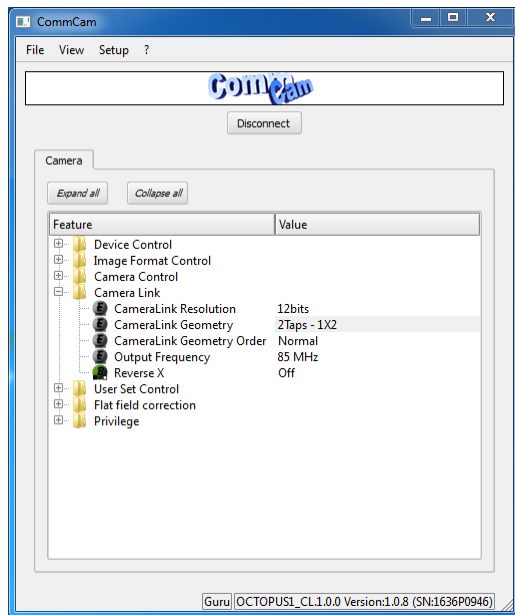 CommCam
File View Setup ?
Com Cam
Disconnect
Camera
Expand all Collapse all
Feature Value
Device Control
Image Format Control
Camera Control
Camera Link
CameraLink Resolution 12bits
CameraLink Geometry 2Taps - 1X2
CameraLink Geometry Order Normal
Output Frequency 85 MHz
Reverse X Off
User Set Control
Flat field correction
Privilege
Guru OCTOPUS1_CL.1.0.0 Version:1.0.8 (SN:1636P0946)